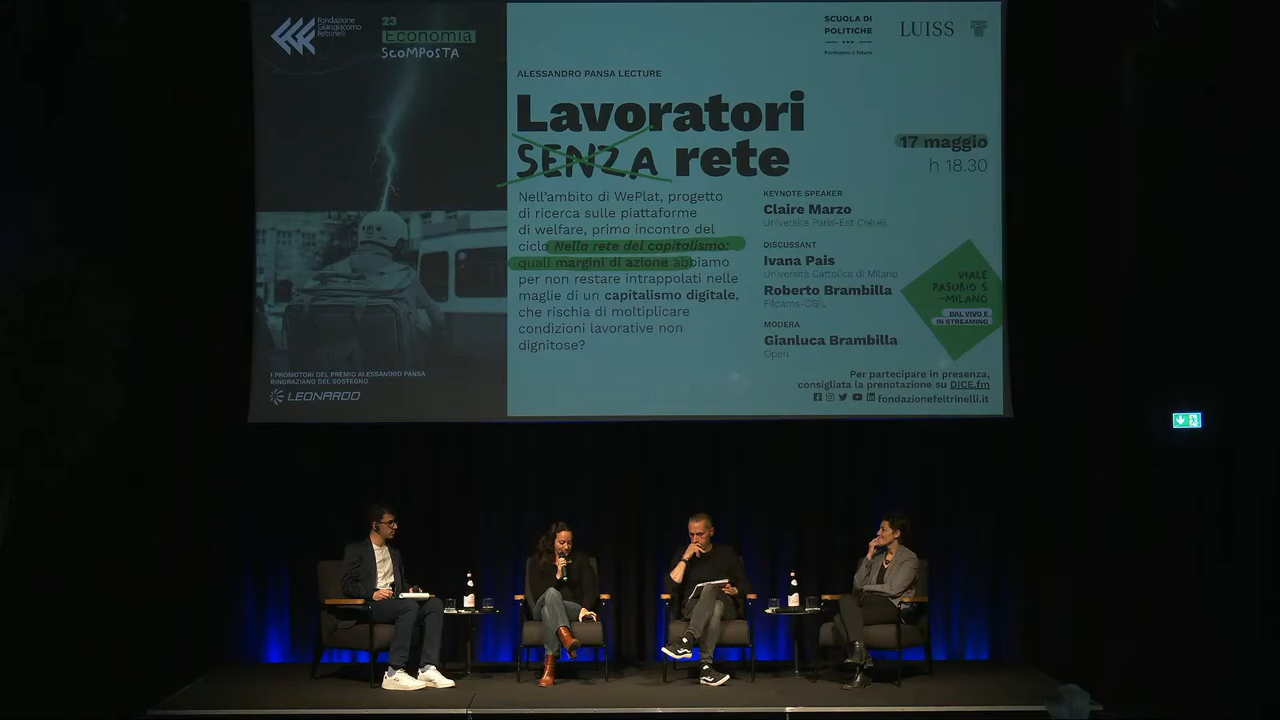 Fondazione
Giangiacomo
Feltrinelli
23
Economia
SCOMPOSTA
SCUOLA DI
POLITICHE
Formiamo il futuro
LUISS
ALESSANDRO PANSA LECTURE
Lavoratori
SENZA rete
17 maggio
h 18.30
Nell'ambito di WePlat, progetto
di ricerca sulle piattaforme
di welfare, primo incontro del
ciclo Nella rete del capitalismo:
quali margini di azione abbiamo
per non restare intrappolati nelle
maglie di un capitalismo digitale,
che rischia di moltiplicare
condizioni lavorative non
dignitose?
KEYNOTE SPEAKER
Claire Marzo
Université Paris-Est Créteil
DISCUSSANT
Ivana Pais
Università Cattolica di Milano
Roberto Brambilla
Filcams-CGIL
MODERA
Gianluca Brambilla
Open
VIALE
PASUBIO 5
-MILANO
DAL VIVO E
IN STREAMING
I PROMOTORI DEL PREMIO ALESSANDRO PANSA
RINGRAZIANO DEL SOSTEGNO
LEONARDO
Per partecipare in presenza,
consigliata la prenotazione su DICE.fm
fondazionefeltrinelli.it